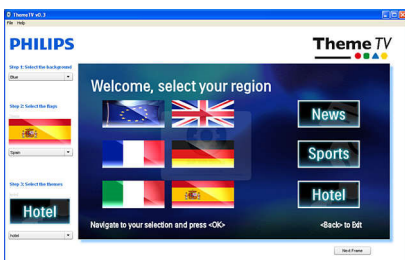 ThemeTV v0.3
File Help
PHILIPS
Theme TV
Step 1: Select the background
Blue
Step 2: Select the flags
Spain
Step 3: Select the themes
Hotel
Hotel
Welcome, select your region
News
Sports
Hotel
Navigate to your selection and press <OK>
<Back> to Exit
Next Frame